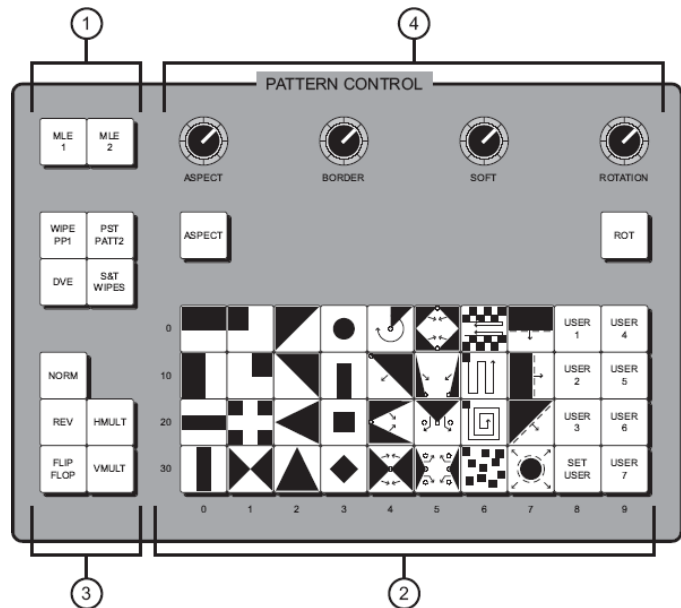 1
4
PATTERN CONTROL
MLE 1
MLE 2
ASPECT
BORDER
SOFT
ROTATION
WIPE PP1
PST PATT2
ASPECT
ROT
DVE
S&T WIPES
0
USER 1
USER 4
NORM
10
USER 2
USER 5
REV
HMULT
20
USER 3
USER 6
FLIP FLOP
VMULT
30
SET USER
USER 7
0 1 2 3 4 5 6 7 8 9
3
2